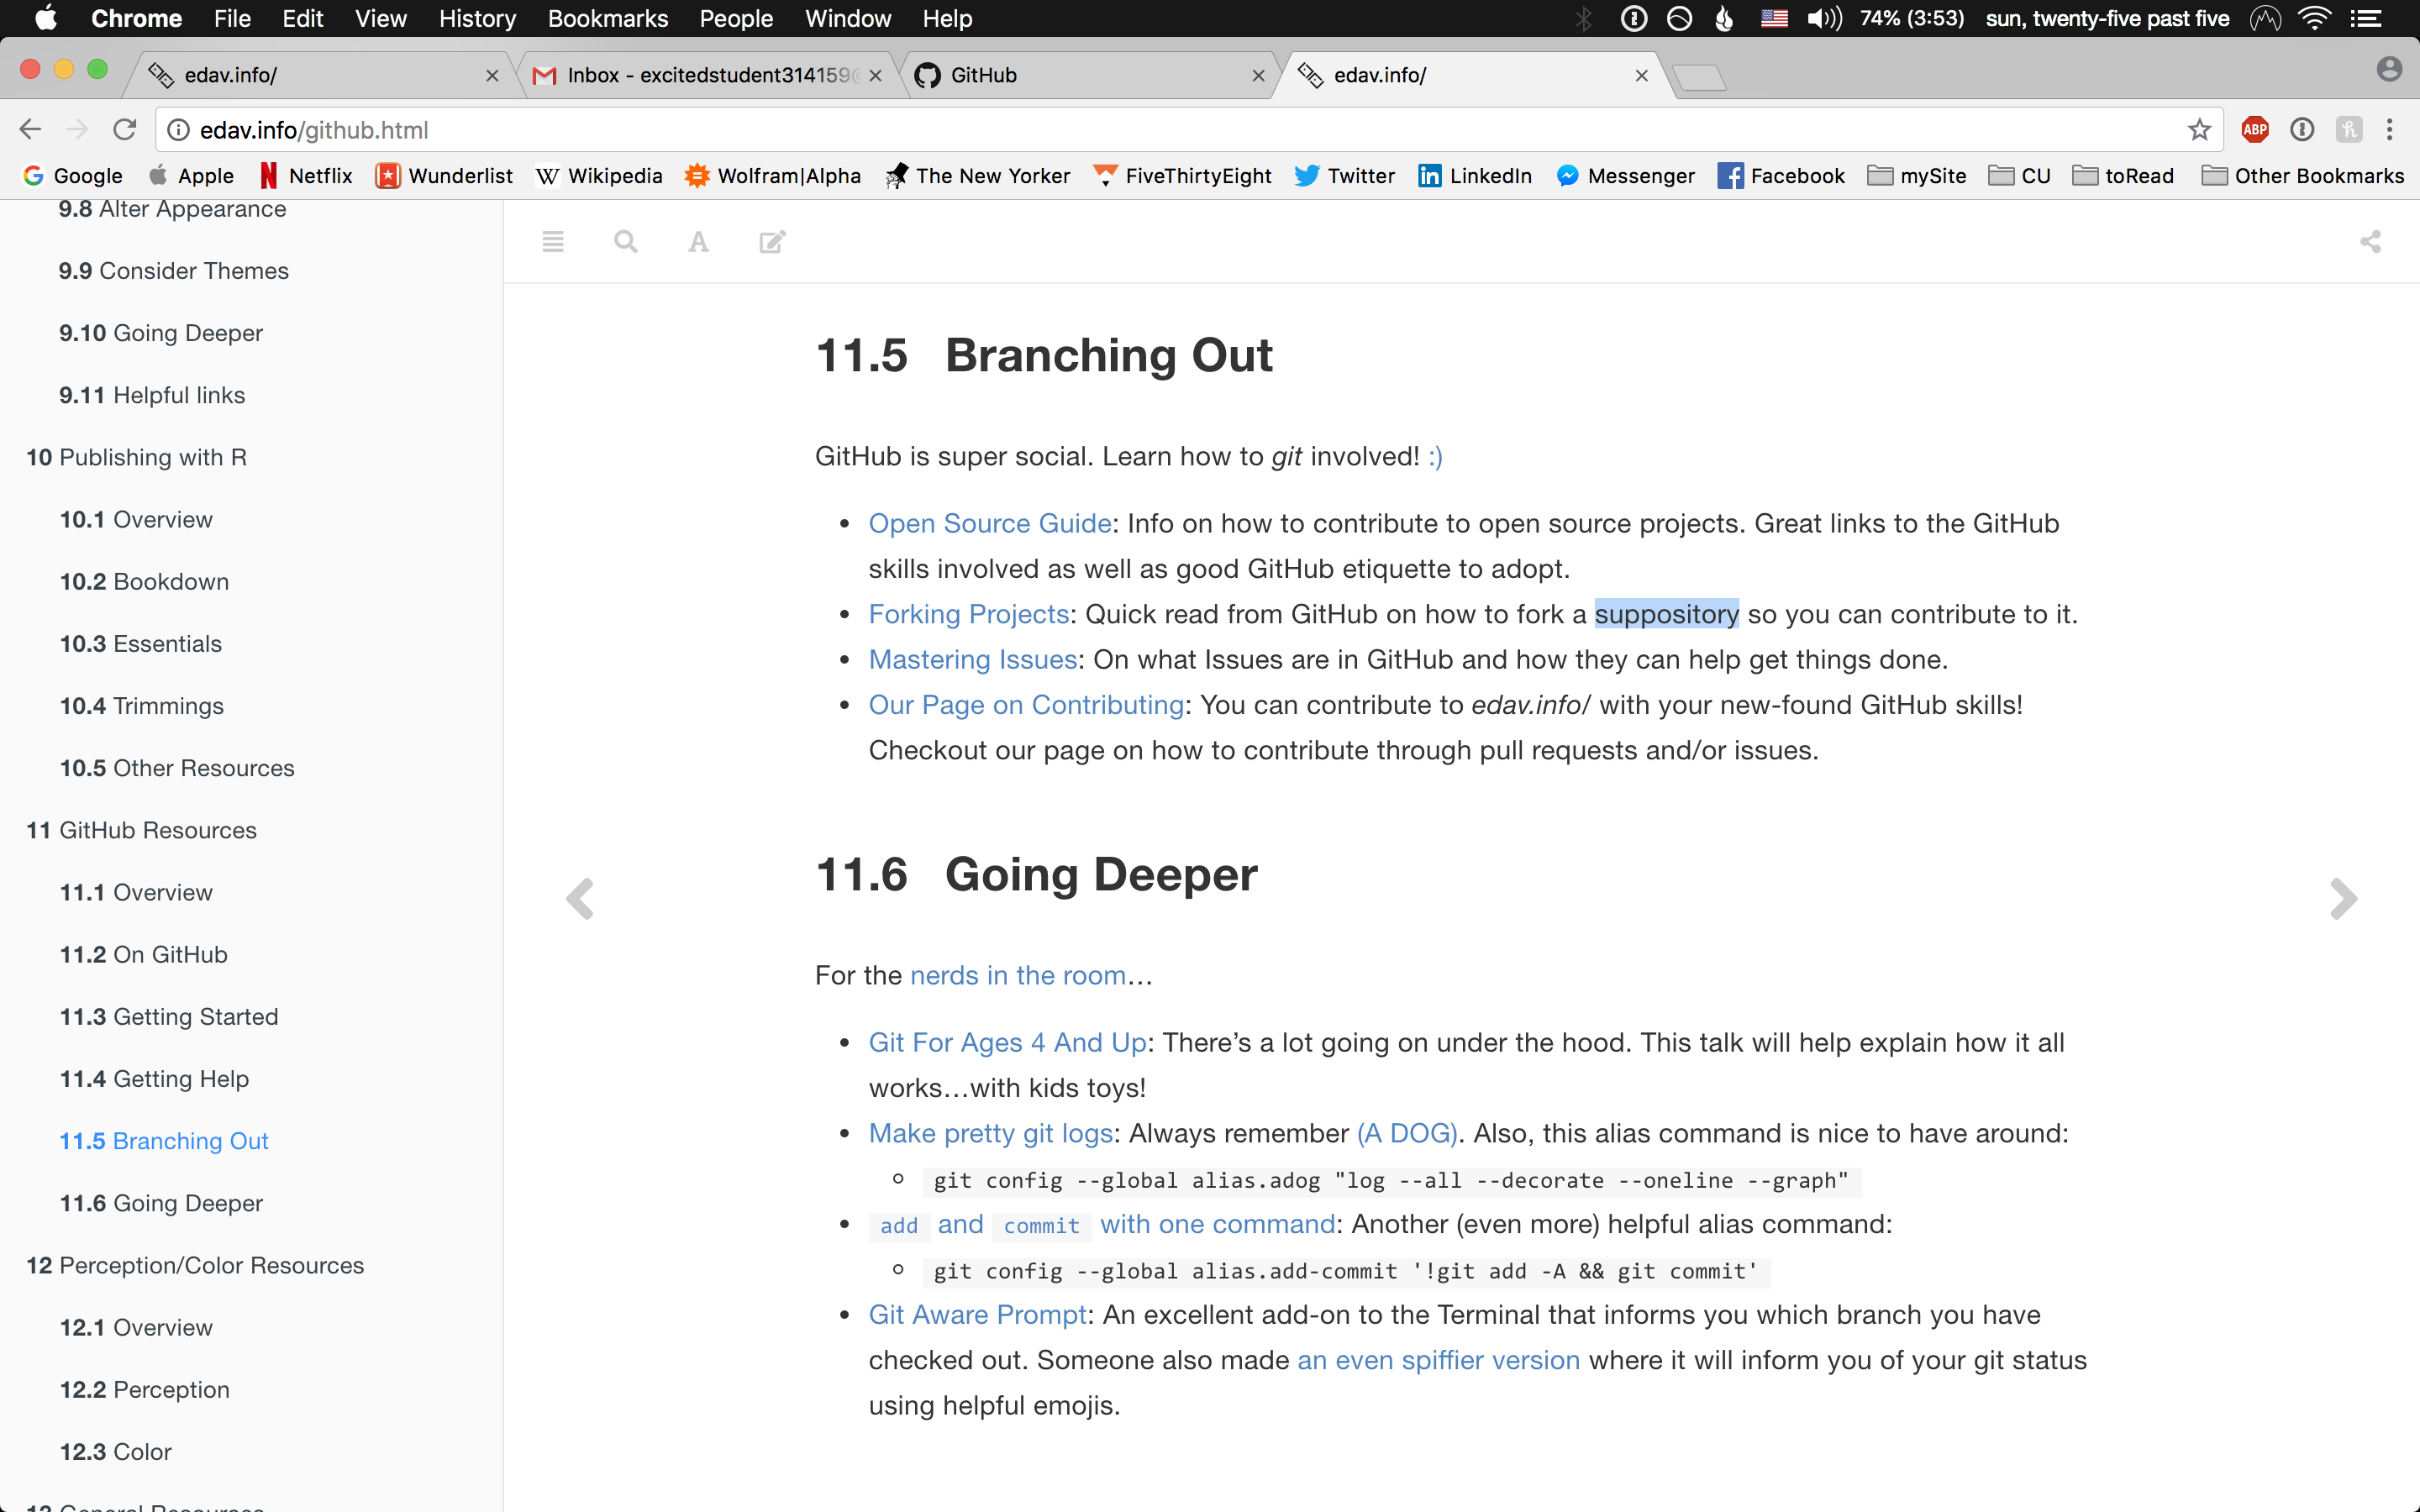 Chrome File Edit View History Bookmarks People Window Help 74% (3:53) sun, twenty-five past five
edav.info/ Inbox - excitedstudent314159 GitHub edav.info/
edav.info/github.html ABP
Google Apple Netflix Wunderlist W Wikipedia Wolfram|Alpha The New Yorker FiveThirtyEight Twitter LinkedIn Messenger Facebook mySite CU toRead Other Bookmarks
9.8 Alter Appearance
9.9 Consider Themes
9.10 Going Deeper
9.11 Helpful links
10 Publishing with R
10.1 Overview
10.2 Bookdown
10.3 Essentials
10.4 Trimmings
10.5 Other Resources
11 GitHub Resources
11.1 Overview
11.2 On GitHub
11.3 Getting Started
11.4 Getting Help
11.5 Branching Out
11.6 Going Deeper
12 Perception/Color Resources
12.1 Overview
12.2 Perception
12.3 Color
11.5 Branching Out
GitHub is super social. Learn how to git involved! :)
• Open Source Guide: Info on how to contribute to open source projects. Great links to the GitHub
skills involved as well as good GitHub etiquette to adopt.
• Forking Projects: Quick read from GitHub on how to fork a suppository so you can contribute to it.
• Mastering Issues: On what Issues are in GitHub and how they can help get things done.
• Our Page on Contributing: You can contribute to edav.info/ with your new-found GitHub skills!
Checkout our page on how to contribute through pull requests and/or issues.
11.6 Going Deeper
For the nerds in the room…
• Git For Ages 4 And Up: There’s a lot going on under the hood. This talk will help explain how it all
works…with kids toys!
• Make pretty git logs: Always remember (A DOG). Also, this alias command is nice to have around:
◦ git config --global alias.adog "log --all --decorate --oneline --graph"
• add and commit with one command: Another (even more) helpful alias command:
◦ git config --global alias.add-commit '!git add -A && git commit'
• Git Aware Prompt: An excellent add-on to the Terminal that informs you which branch you have
checked out. Someone also made an even spiffier version where it will inform you of your git status
using helpful emojis.